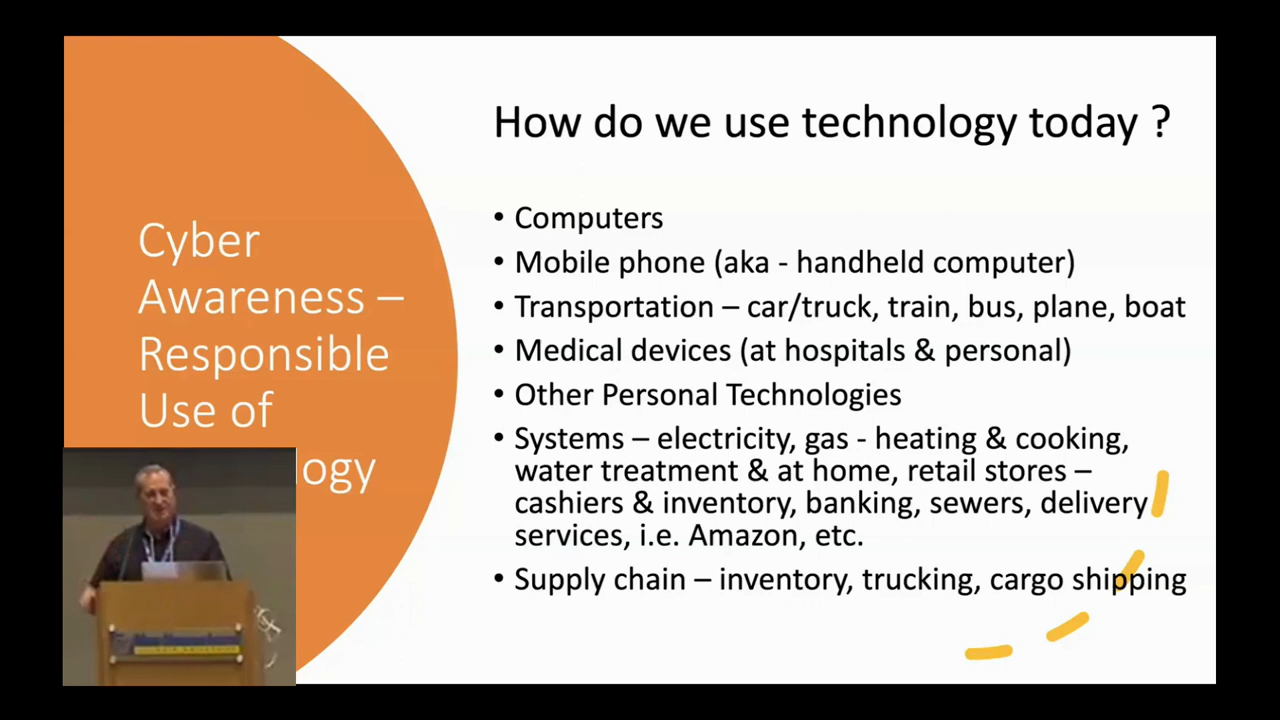 Cyber
Awareness –
Responsible
Use of
ogy
How do we use technology today ?
• Computers
• Mobile phone (aka - handheld computer)
• Transportation – car/truck, train, bus, plane, boat
• Medical devices (at hospitals & personal)
• Other Personal Technologies
• Systems – electricity, gas - heating & cooking,
water treatment & at home, retail stores –
cashiers & inventory, banking, sewers, delivery
services, i.e. Amazon, etc.
• Supply chain – inventory, trucking, cargo shipping